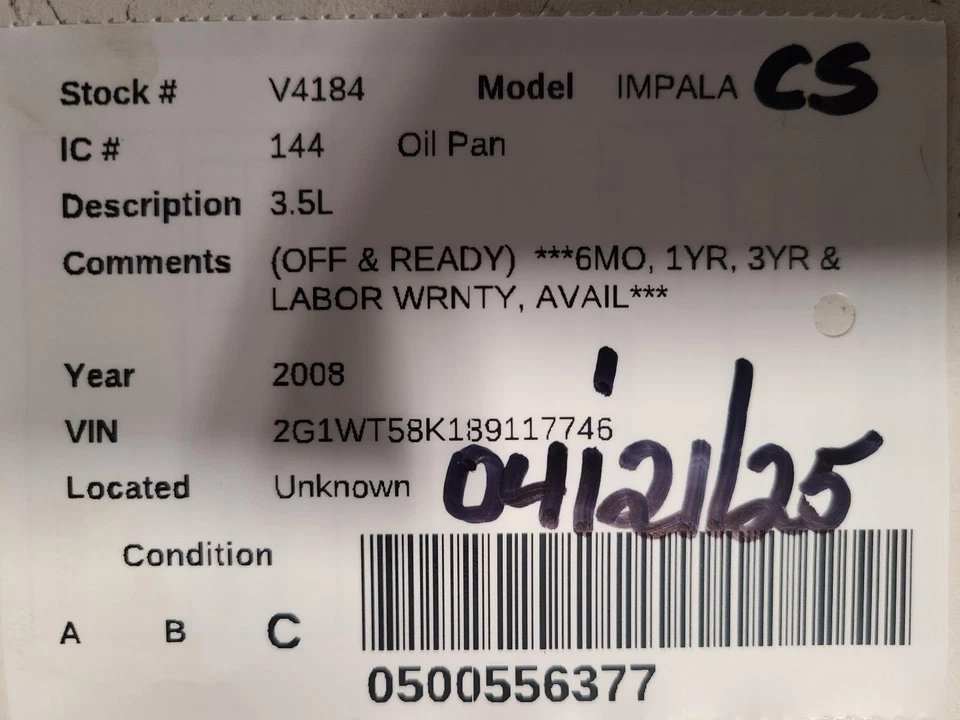 Stock # V4184 Model IMPALA CS
IC # 144 Oil Pan
Description 3.5L
Comments (OFF & READY) ***6MO, 1YR, 3YR &
LABOR WRNTY, AVAIL***
Year 2008
VIN 2G1WT58K189117746
04/21/25
Located Unknown
Condition
A B C
0500556377